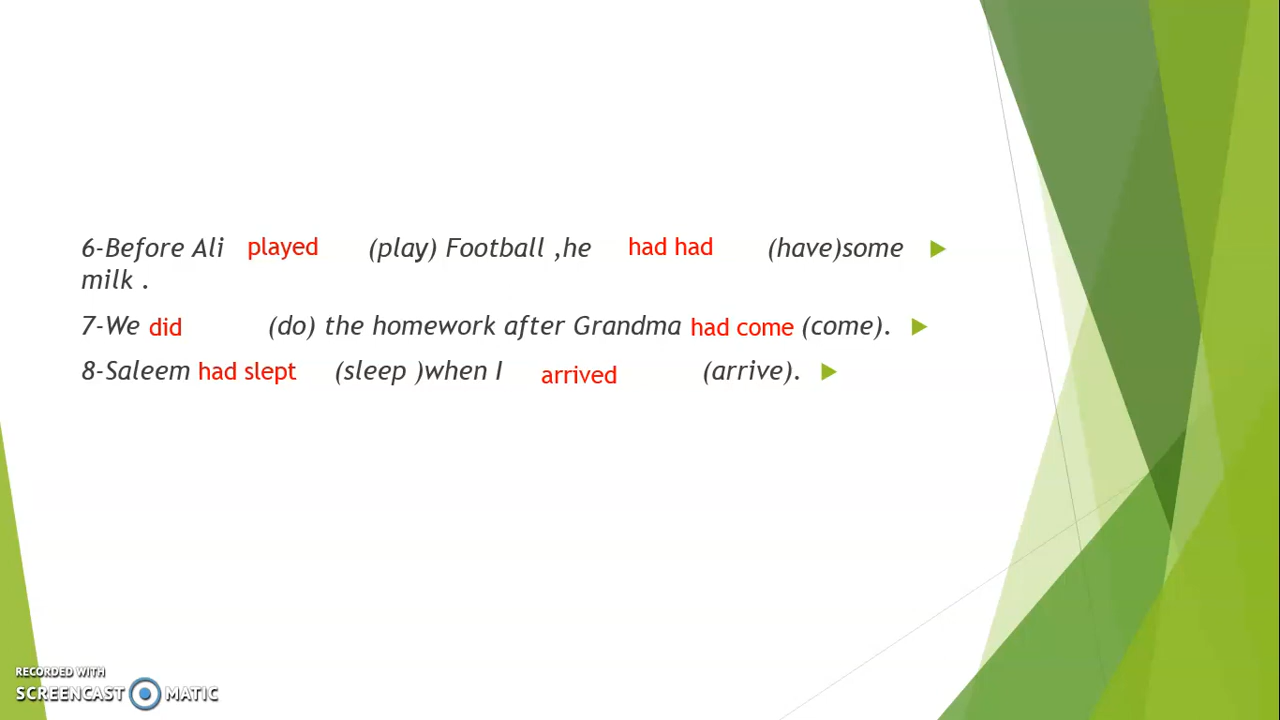 6-Before Ali played (play) Football ,he had had (have)some
milk .
7-We did (do) the homework after Grandma had come (come).
8-Saleem had slept (sleep )when I arrived (arrive).
RECORDED WITH
SCREENCAST MATIC